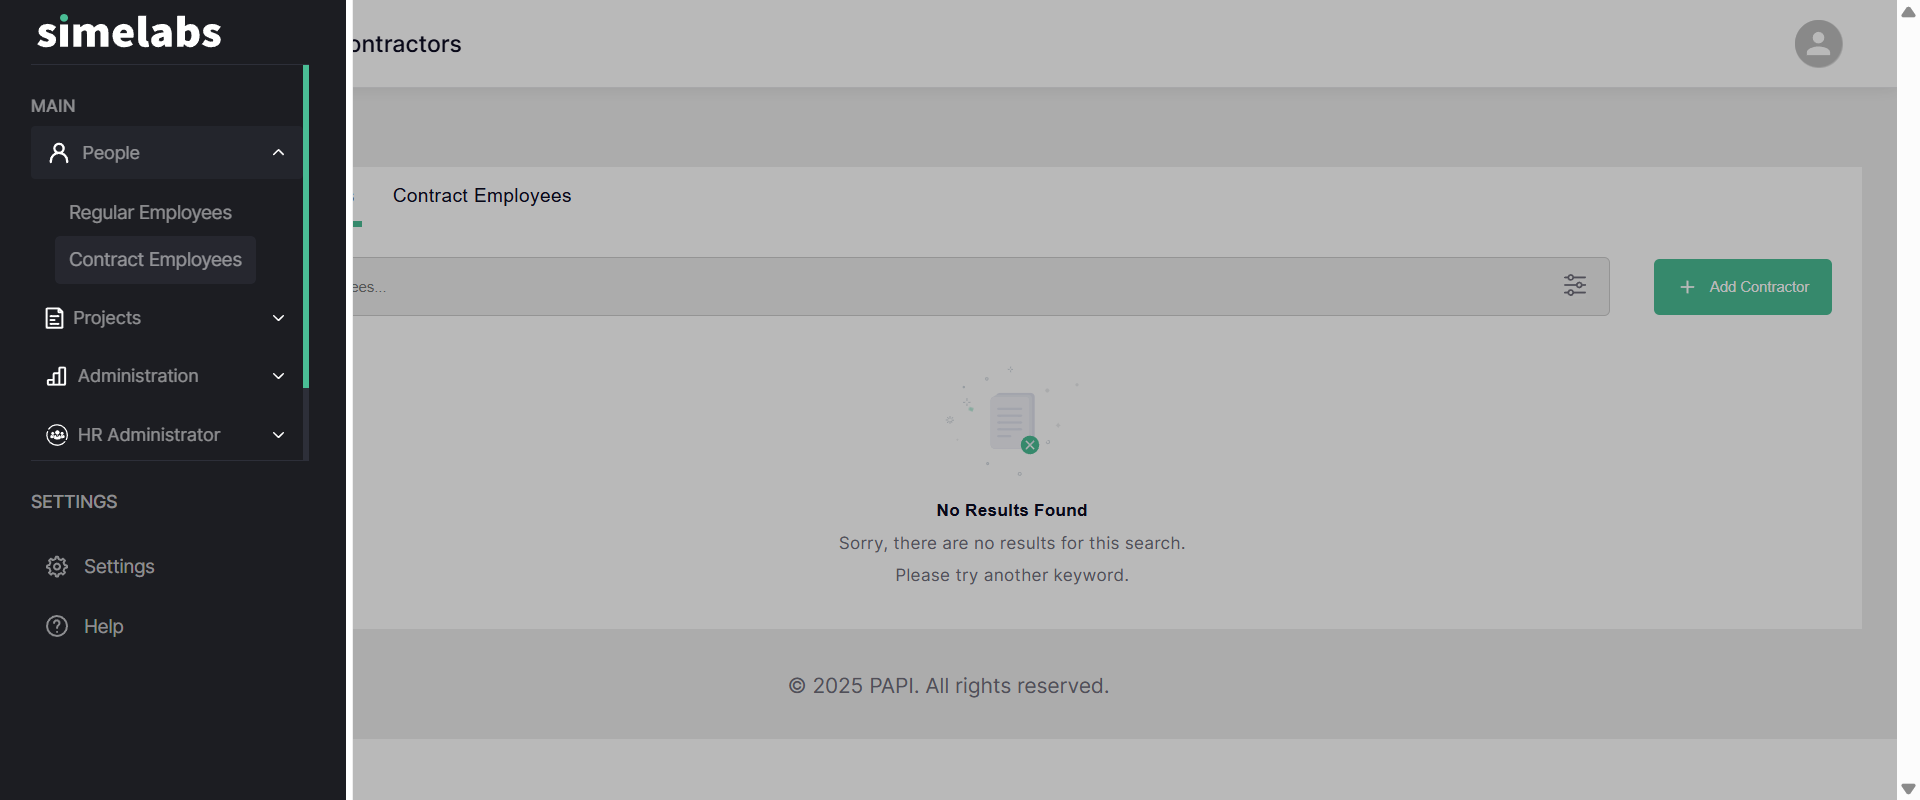 simelabs
MAIN
People
Regular Employees
Contract Employees
Projects
Administration
HR Administrator
SETTINGS
Settings
Help
ontractors
Contract Employees
ees...
Add Contractor
No Results Found
Sorry, there are no results for this search.
Please try another keyword.
© 2025 PAPI. All rights reserved.